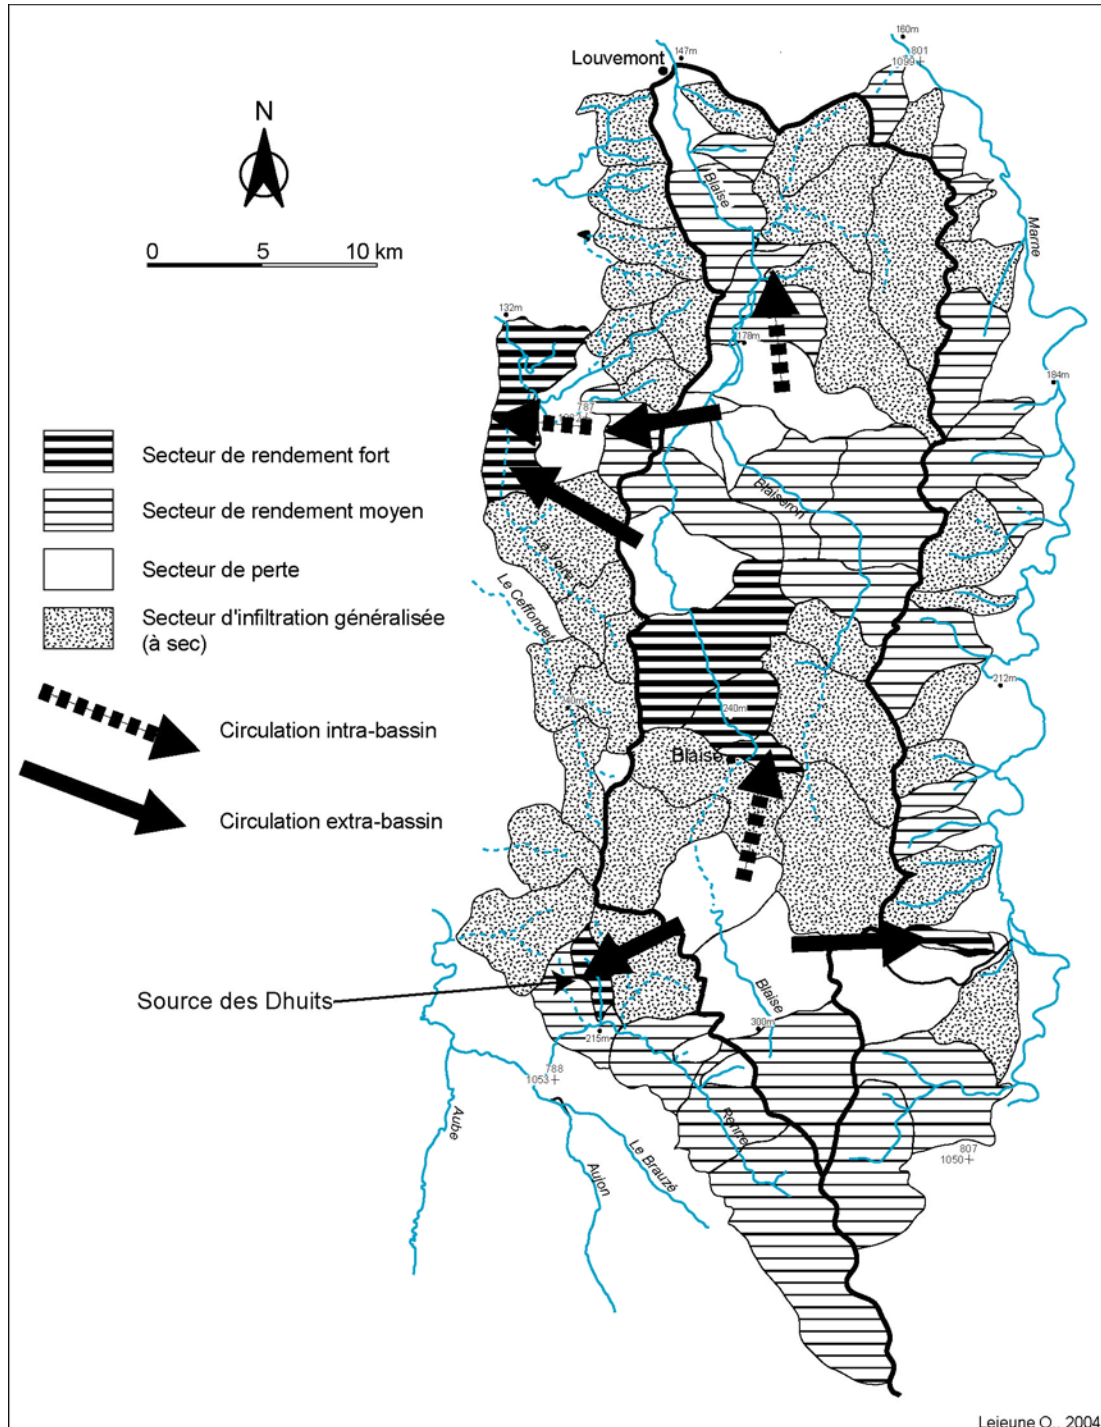 160m
801
1099
147m
Louvemont
N
Blaise
Marne
0 5 10 km
132m
178m
184m
787
Secteur de rendement fort
Secteur de rendement moyen
Blaiseron
Secteur de perte
La Voire
Le Ceffondet
Secteur d'infiltration généralisée
(à sec)
212m
240m
240m
Circulation intra-bassin
Blaise
Circulation extra-bassin
Source des Dhuits
Blaise
300m
215m
788
1053
Aube
Renne
Aujon
Le Brauzé
807
1050
Lejeune O., 2004